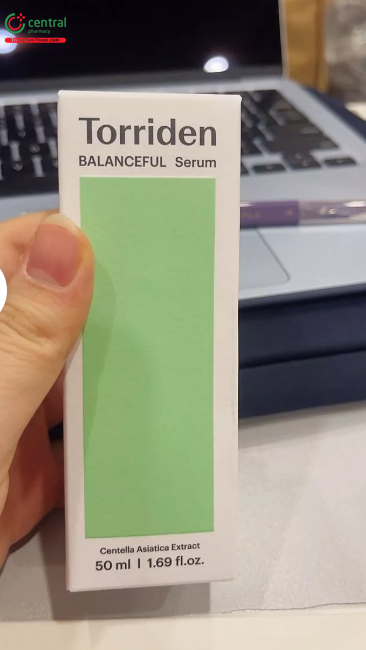 central
pharmacy
Torriden
BALANCEFUL Serum
Centella Asiatica Extract
50 ml | 1.69 fl.oz.